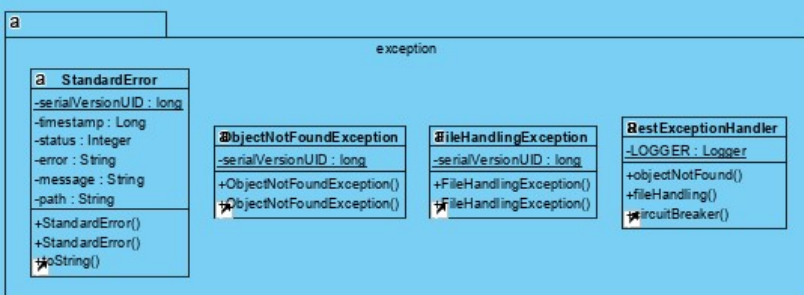 a
exception
a StandardError
-serialVersionUID : long
-timestamp : Long
-status : Integer
-error : String
-message : String
-path : String
+StandardError()
+StandardError()
toString()
ObjectNotFoundException
-serialVersionUID : long
+ObjectNotFoundException()
ObjectNotFoundException()
FileHandlingException
-serialVersionUID : long
+FileHandlingException()
FileHandlingException()
RestExceptionHandler
-LOGGER : Logger
+objectNotFound()
+fileHandling()
circuitBreaker()